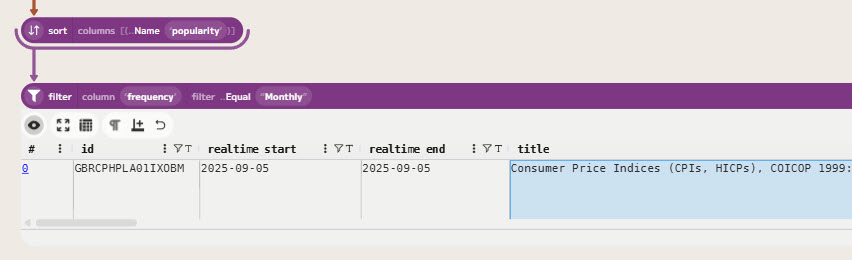 sort columns [{..Name "popularity"}]
filter column "frequency" filter ..Equal "Monthly"
# id realtime start realtime end title
0 GBRCPHPLA01IXOBM 2025-09-05 2025-09-05 Consumer Price Indices (CPIs, HICPs), COICOP 1999: